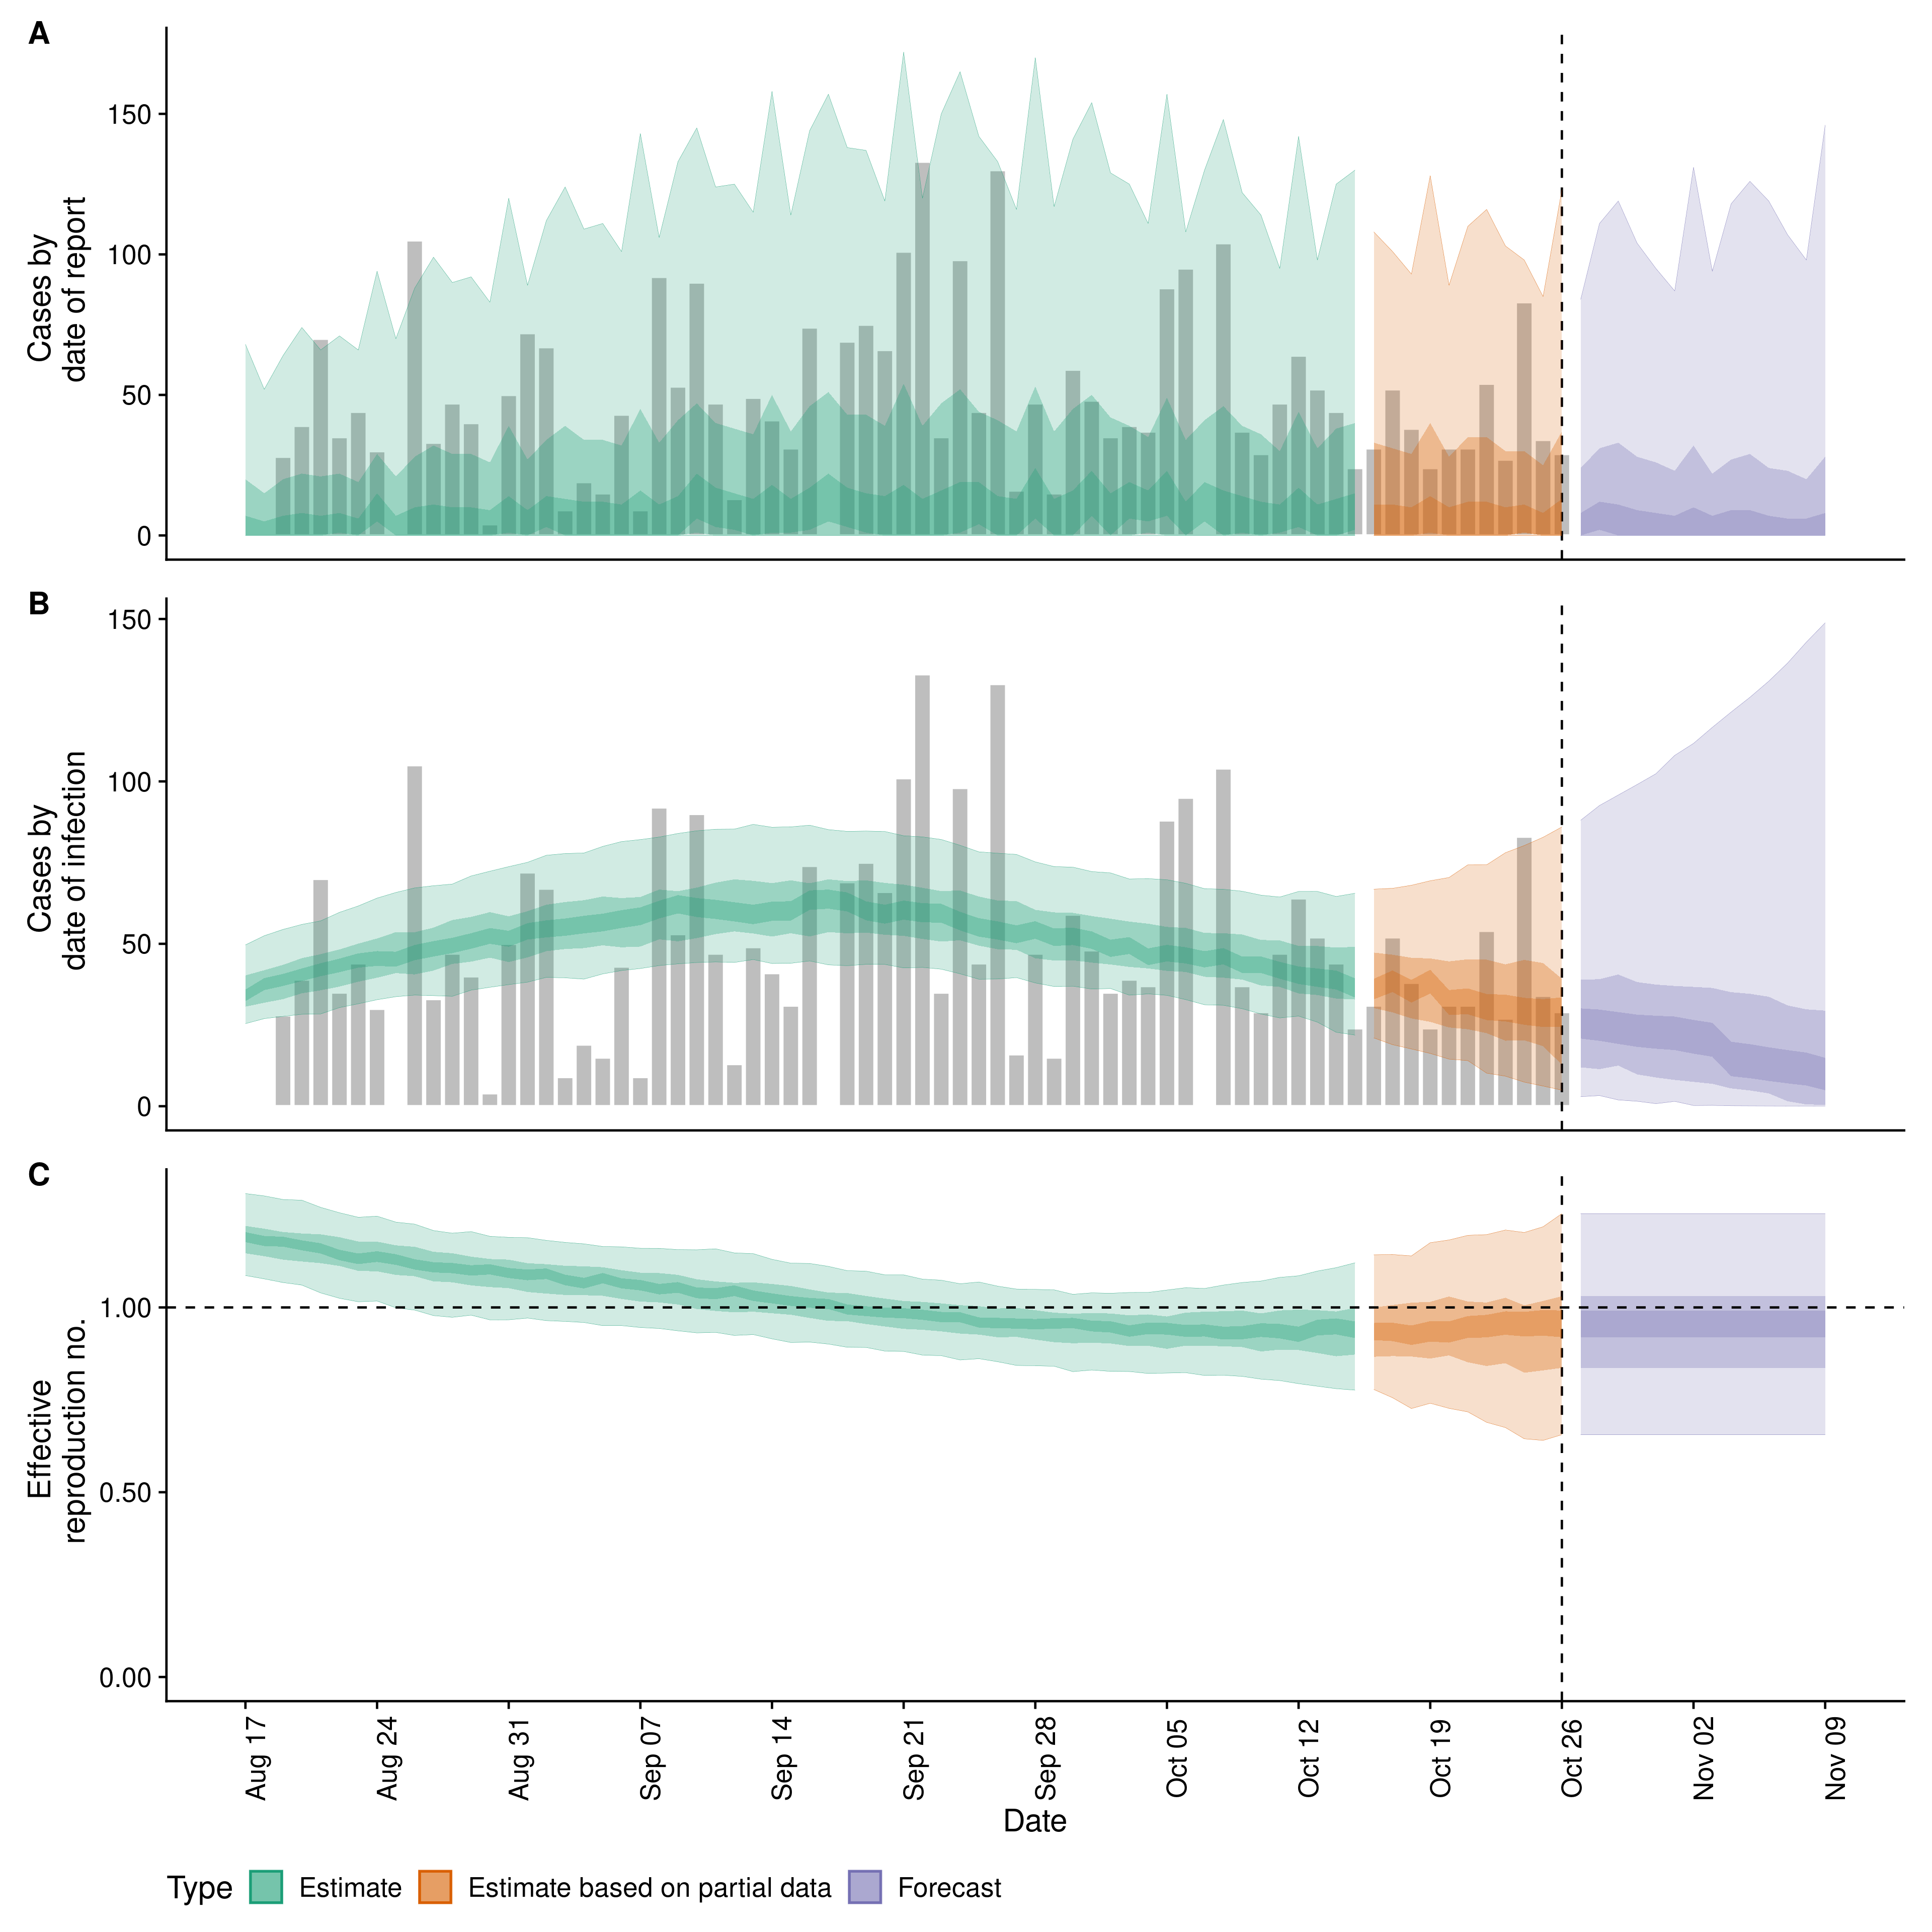 A
150
100
50
0
Cases by
date of report
B
150
100
50
0
Cases by
date of infection
C
1.00
0.50
0.00
Effective
reproduction no.
Aug 17
Aug 24
Aug 31
Sep 07
Sep 14
Sep 21
Sep 28
Oct 05
Oct 12
Oct 19
Oct 26
Nov 02
Nov 09
Date
Type Estimate Estimate based on partial data Forecast